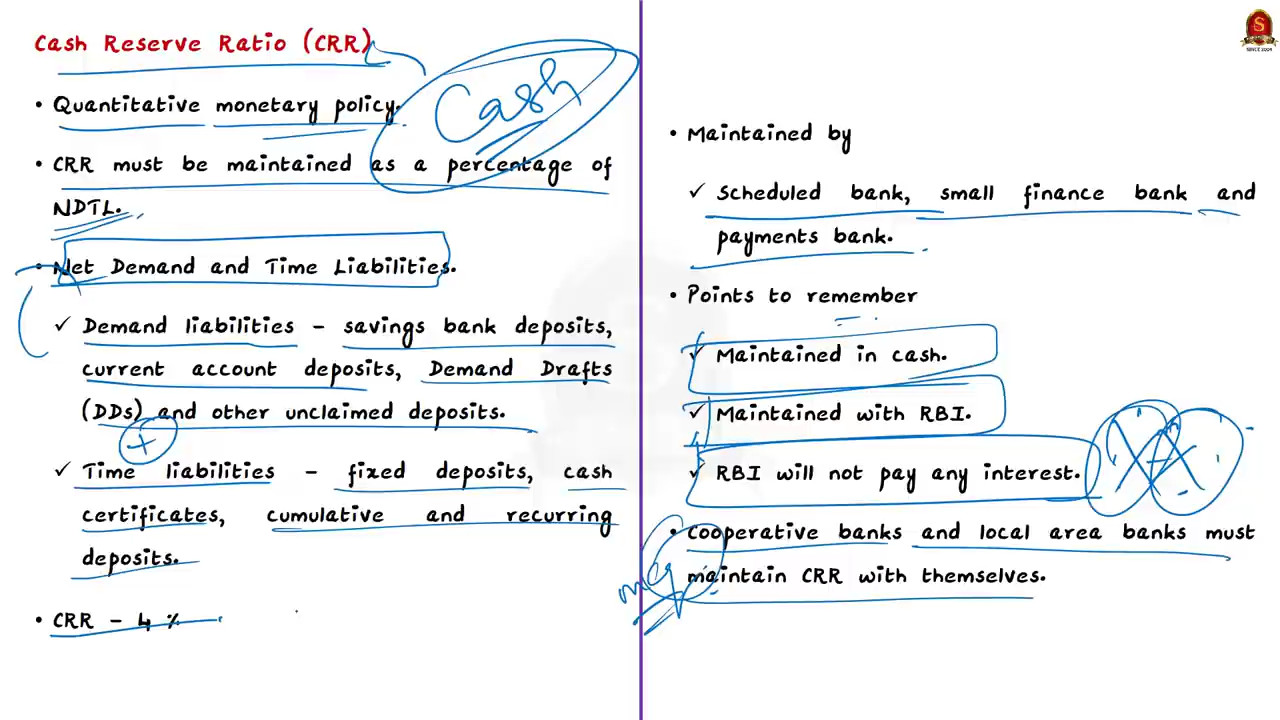 Cash Reserve Ratio (CRR)
Cash
• Quantitative monetary policy.
• CRR must be maintained as a percentage of
NDTL.
• Net Demand and Time Liabilities.
✓ Demand liabilities – savings bank deposits,
current account deposits, Demand Drafts
(DDs) and other unclaimed deposits.
+
✓ Time liabilities – fixed deposits, cash
certificates, cumulative and recurring
deposits.
• CRR – 4 %
• Maintained by
✓ Scheduled bank, small finance bank and
payments bank.
• Points to remember
✓ Maintained in cash.
✓ Maintained with RBI.
✓ RBI will not pay any interest.
• Cooperative banks and local area banks must
maintain CRR with themselves.
S
SINCE 2004